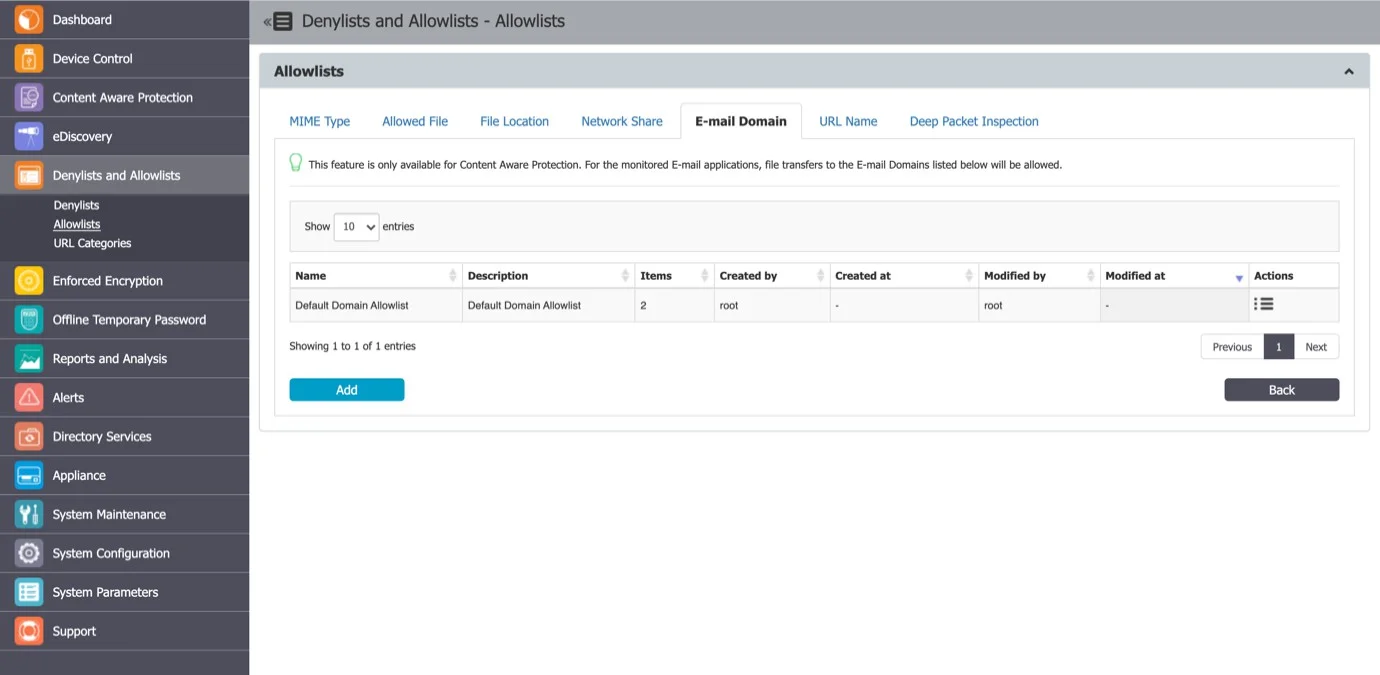 Dashboard
Device Control
Content Aware Protection
eDiscovery
Denylists and Allowlists
Denylists
Allowlists
URL Categories
Enforced Encryption
Offline Temporary Password
Reports and Analysis
Alerts
Directory Services
Appliance
System Maintenance
System Configuration
System Parameters
Support
« Denylists and Allowlists - Allowlists
Allowlists
MIME Type Allowed File File Location Network Share E-mail Domain URL Name Deep Packet Inspection
This feature is only available for Content Aware Protection. For the monitored E-mail applications, file transfers to the E-mail Domains listed below will be allowed.
Show 10 entries
Name Description Items Created by Created at Modified by Modified at Actions
Default Domain Allowlist Default Domain Allowlist 2 root - root -
Showing 1 to 1 of 1 entries
Previous 1 Next
Add Back